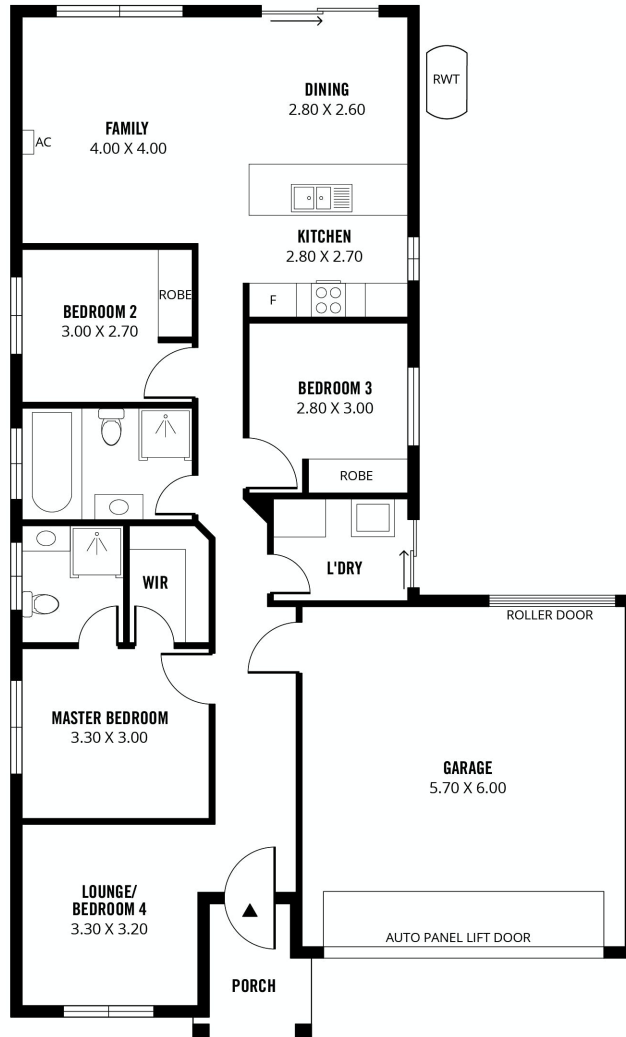 DINING
2.80 X 2.60
RWT
FAMILY
4.00 X 4.00
AC
KITCHEN
2.80 X 2.70
ROBE
F
BEDROOM 2
3.00 X 2.70
BEDROOM 3
2.80 X 3.00
ROBE
WIR
L'DRY
ROLLER DOOR
MASTER BEDROOM
3.30 X 3.00
GARAGE
5.70 X 6.00
LOUNGE/
BEDROOM 4
3.30 X 3.20
AUTO PANEL LIFT DOOR
PORCH